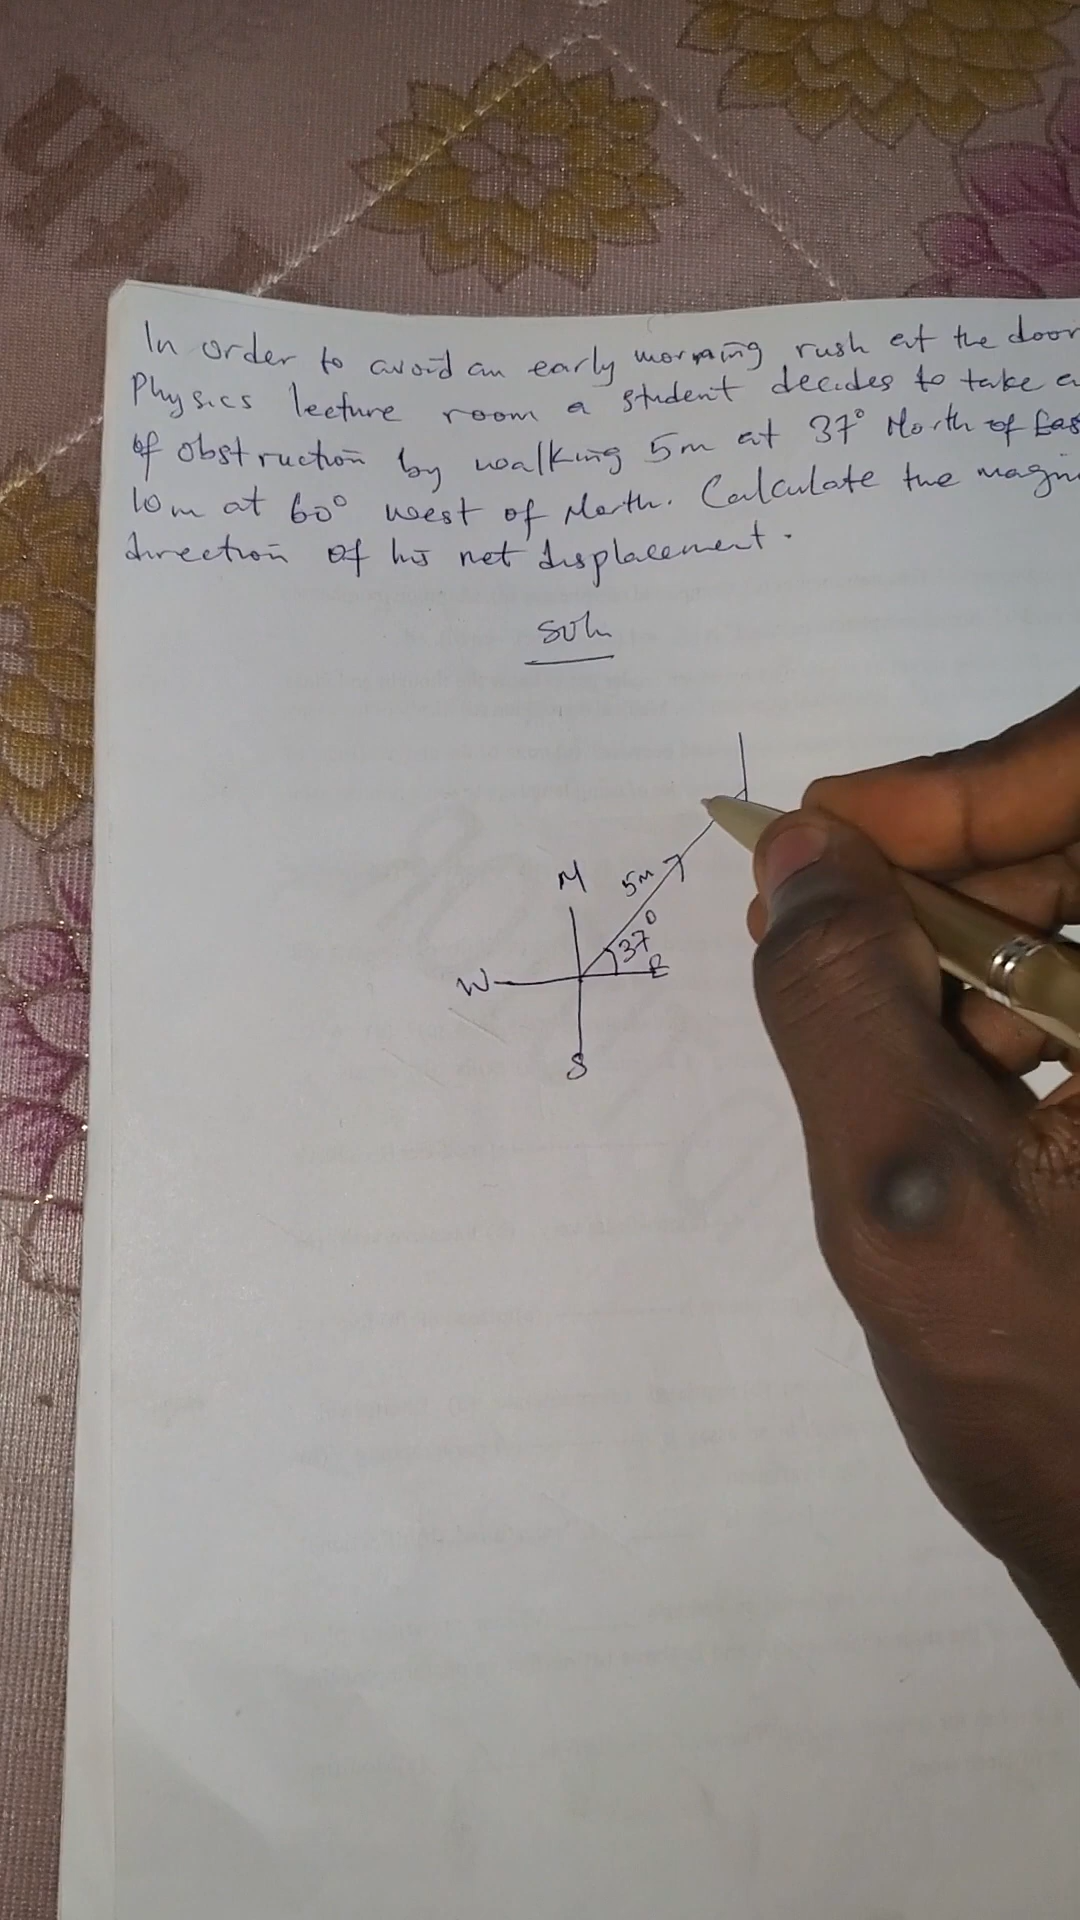 In order to avoid an early morning rush at the door
Physics lecture room a student decides to take a
of obstruction by walking 5m at 37° North of Eas
10m at 60° west of North. Calculate the magni
direction of his net displacement.
Soln
N
5m
37°
W
E
S